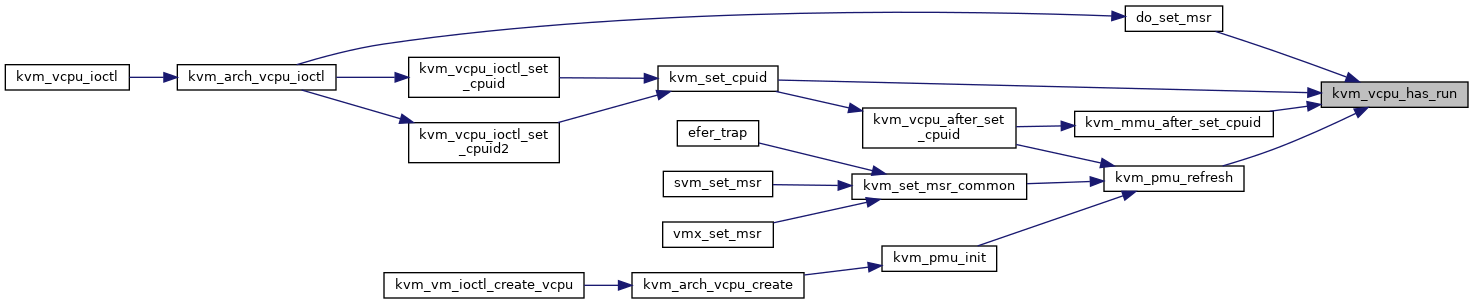 do_set_msr
kvm_vcpu_ioctl
kvm_arch_vcpu_ioctl
kvm_vcpu_ioctl_set
_cpuid
kvm_set_cpuid
kvm_vcpu_has_run
kvm_vcpu_ioctl_set
_cpuid2
efer_trap
kvm_vcpu_after_set
_cpuid
kvm_mmu_after_set_cpuid
svm_set_msr
kvm_set_msr_common
kvm_pmu_refresh
vmx_set_msr
kvm_pmu_init
kvm_vm_ioctl_create_vcpu
kvm_arch_vcpu_create